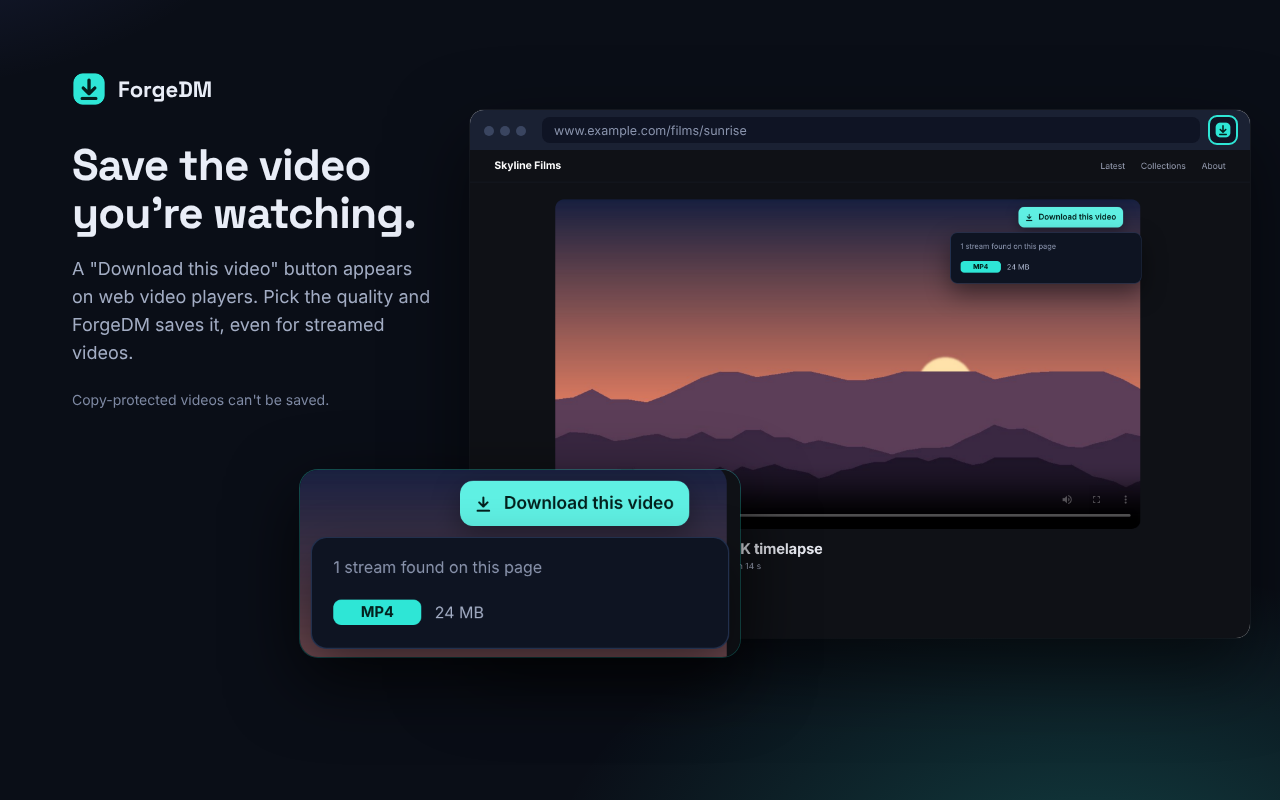 ForgeDM
Save the video
you're watching.
A "Download this video" button appears
on web video players. Pick the quality and
ForgeDM saves it, even for streamed
videos.
Copy-protected videos can't be saved.
www.example.com/films/sunrise
Skyline Films
Latest Collections About
Download this video
1 stream found on this page
MP4 24 MB
K timelapse
14 s
Download this video
1 stream found on this page
MP4 24 MB